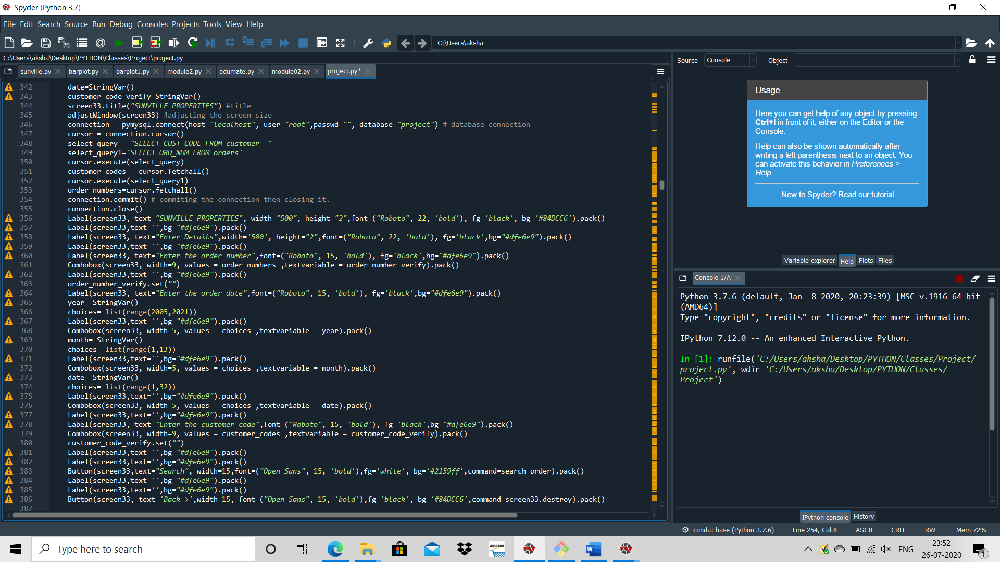 Spyder (Python 3.7)
File Edit Search Source Run Debug Consoles Projects Tools View Help
C:\Users\aksha
C:\Users\aksha\Desktop\PYTHON\Classes\Project\project.py
sunville.py barplot.py barplot1.py module2.py edumate.py module02.py project.py*
342 date=StringVar()
343 customer_code_verify=StringVar()
344 screen33.title("SUNVILLE PROPERTIES") #title
345 adjustWindow(screen33) #adjusting the screen size
346 connection = pymysql.connect(host="localhost", user="root",passwd="", database="project") # database connection
347 cursor = connection.cursor()
348 select_query = "SELECT CUST_CODE FROM customer  "
349 select_query1='SELECT ORD_NUM FROM orders'
350 cursor.execute(select_query)
351 customer_codes = cursor.fetchall()
352 cursor.execute(select_query1)
353 order_numbers=cursor.fetchall()
354 connection.commit() # commiting the connection then closing it.
355 connection.close()
356 Label(screen33, text="SUNVILLE PROPERTIES", width="500", height="2",font=("Roboto", 22, 'bold'), fg='black', bg='#84DCC6').pack()
357 Label(screen33,text='',bg="#dfe6e9").pack()
358 Label(screen33, text="Enter Details",width='500', height="2",font=("Roboto", 22, 'bold'), fg='black',bg="#dfe6e9").pack()
359 Label(screen33,text='',bg="#dfe6e9").pack()
360 Label(screen33, text="Enter the order number",font=("Roboto", 15, 'bold'), fg='black',bg="#dfe6e9").pack()
361 Combobox(screen33, width=9, values = order_numbers ,textvariable = order_number_verify).pack()
362 Label(screen33,text='',bg="#dfe6e9").pack()
363 order_number_verify.set("")
364 Label(screen33, text="Enter the order date",font=("Roboto", 15, 'bold'), fg='black',bg="#dfe6e9").pack()
365 year= StringVar()
366 choices= list(range(2005,2021))
367 Label(screen33,text='',bg="#dfe6e9").pack()
368 Combobox(screen33, width=5, values = choices ,textvariable = year).pack()
369 month= StringVar()
370 choices= list(range(1,13))
371 Label(screen33,text='',bg="#dfe6e9").pack()
372 Combobox(screen33, width=5, values = choices ,textvariable = month).pack()
373 date= StringVar()
374 choices= list(range(1,32))
375 Label(screen33,text='',bg="#dfe6e9").pack()
376 Combobox(screen33, width=5, values = choices ,textvariable = date).pack()
377 Label(screen33,text='',bg="#dfe6e9").pack()
378 Label(screen33, text="Enter the customer code",font=("Roboto", 15, 'bold'), fg='black',bg="#dfe6e9").pack()
379 Combobox(screen33, width=9, values = customer_codes ,textvariable = customer_code_verify).pack()
380 customer_code_verify.set("")
381 Label(screen33,text='',bg="#dfe6e9").pack()
382 Label(screen33,text='',bg="#dfe6e9").pack()
383 Button(screen33,text="Search", width=15,font=("Open Sans", 15, 'bold'),fg='white', bg='#2159ff',command=search_order).pack()
384 Label(screen33,text='',bg="#dfe6e9").pack()
385 Label(screen33,text='',bg="#dfe6e9").pack()
386 Button(screen33, text='Back->',width=15, font=("Open Sans", 15, 'bold'),fg='black', bg='#84DCC6',command=screen33.destroy).pack()
387
Source Console Object
Usage
Here you can get help of any object by pressing
Ctrl+I in front of it, either on the Editor or the
Console.
Help can also be shown automatically after
writing a left parenthesis next to an object. You
can activate this behavior in Preferences >
Help.
New to Spyder? Read our tutorial
Variable explorer Help Plots Files
Console 1/A
Python 3.7.6 (default, Jan  8 2020, 20:23:39) [MSC v.1916 64 bit
(AMD64)]
Type "copyright", "credits" or "license" for more information.
IPython 7.12.0 -- An enhanced Interactive Python.
In [1]: runfile('C:/Users/aksha/Desktop/PYTHON/Classes/Project/
project.py', wdir='C:/Users/aksha/Desktop/PYTHON/Classes/
Project')
IPython console History
conda: base (Python 3.7.6) Line 254, Col 8 ASCII CRLF RW Mem 72%
Type here to search
amazon
W
ENG
23:52
26-07-2020
1